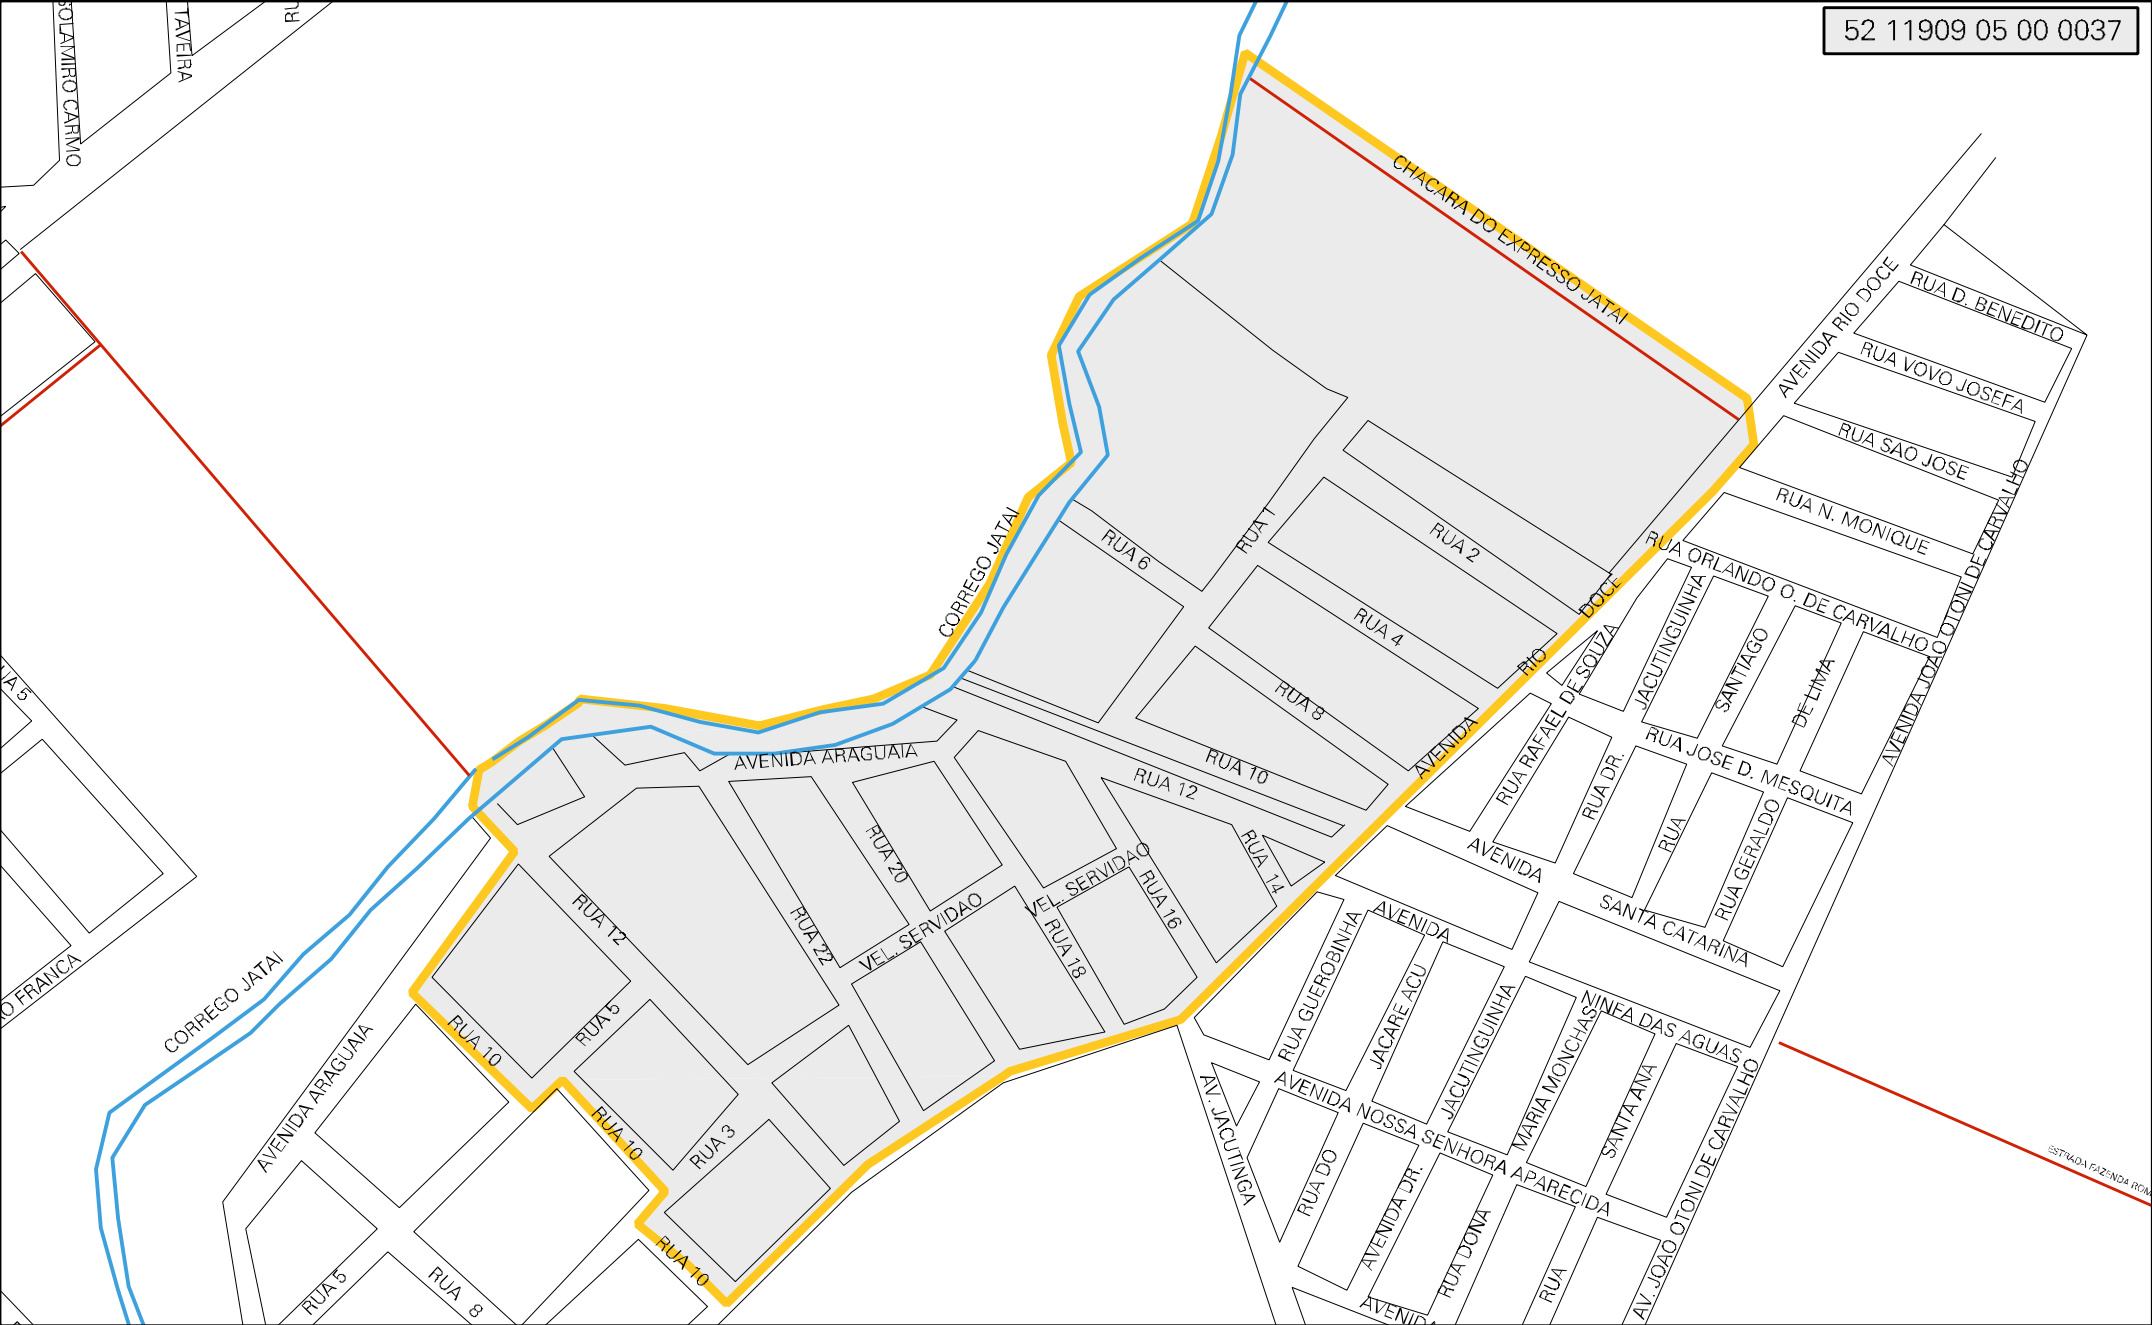 52 11909 05 00 0037
OLAMIRO CARMO
TAVEIRA
RU
CHACARA DO EXPRESSO JATAI
AVENIDA RIO DOCE
RUA D. BENEDITO
RUA VOVO JOSEFA
RUA SAO JOSE
RUA N. MONIQUE
RUA ORLANDO O. DE CARVALHO
AVENIDA JOAO OTONI DE CARVALHO
CORREGO JATAI
RUA 6
RUA 1
RUA 2
RUA 4
RUA 8
RUA 10
RUA 12
AVENIDA RIO DOCE
RUA RAFAEL DE SOUZA
JACUTINGUINHA
SANTIAGO
DE LIMA
RUA JOSE D. MESQUITA
RUA DR.
RUA
RUA GERALDO
AVENIDA SANTA CATARINA
AVENIDA NINFA DAS AGUAS
AVENIDA ARAGUAIA
RUA 20
RUA 22
VEL. SERVIDAO
VEL. SERVIDAO
RUA 18
RUA 16
RUA 14
RUA 12
RUA 5
RUA 10
RUA 10
RUA 3
RUA 10
UA 5
O FRANCA
CORREGO JATAI
AVENIDA ARAGUAIA
RUA 5
RUA 8
RUA GUEROBINHA
JACARE ACU
JACUTINGUINHA
MARIA MONCHAS
SANTA ANA
AVENIDA NOSSA SENHORA APARECIDA
AV. JACUTINGA
RUA DO
AVENIDA DR.
RUA DONA
RUA
AV. JOAO OTONI DE CARVALHO
ESTRADA FAZENDA ROM
AVENIDA